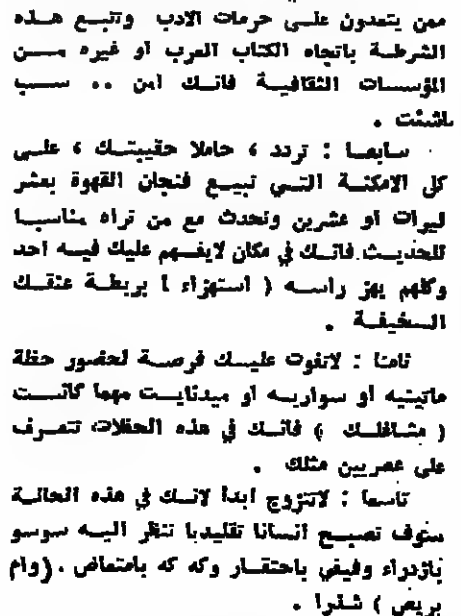 ممن يتعدون على حرمات الادب وتتبع هذه
الشرطة باتجاه الكتاب العرب او غيره من
المؤسسات الثقافية فانك امن .. سب
ماشئت .
سابعا : تردد ، حاملا حقيبتك ، على
كل الامكنة التي تبيع فنجان القهوة بعشر
ليرات او عشرين وتحدث مع من تراه مناسبا
للحديث فانك في مكان لايفهم عليك فيه احد
وكلهم يهز راسه ( استهزاء ) بربطة عنقك
السخيفة .
ثامنا : لاتفوت عليك فرصة لحضور حفلة
ماتينيه او سواريه او ميدنايت مهما كانت
( مشاغلك ) فانك في هذه الحفلات تتعرف
على عصريين مثلك .
تاسعا : لاتتزوج ابدا لانك في هذه الحالة
سوف تصبح انسانا تقليديا تنظر اليه سوسو
بازدراء وفيفي باحتقار وكه كه بامتعاض . (وام
بريص ) شذرا .